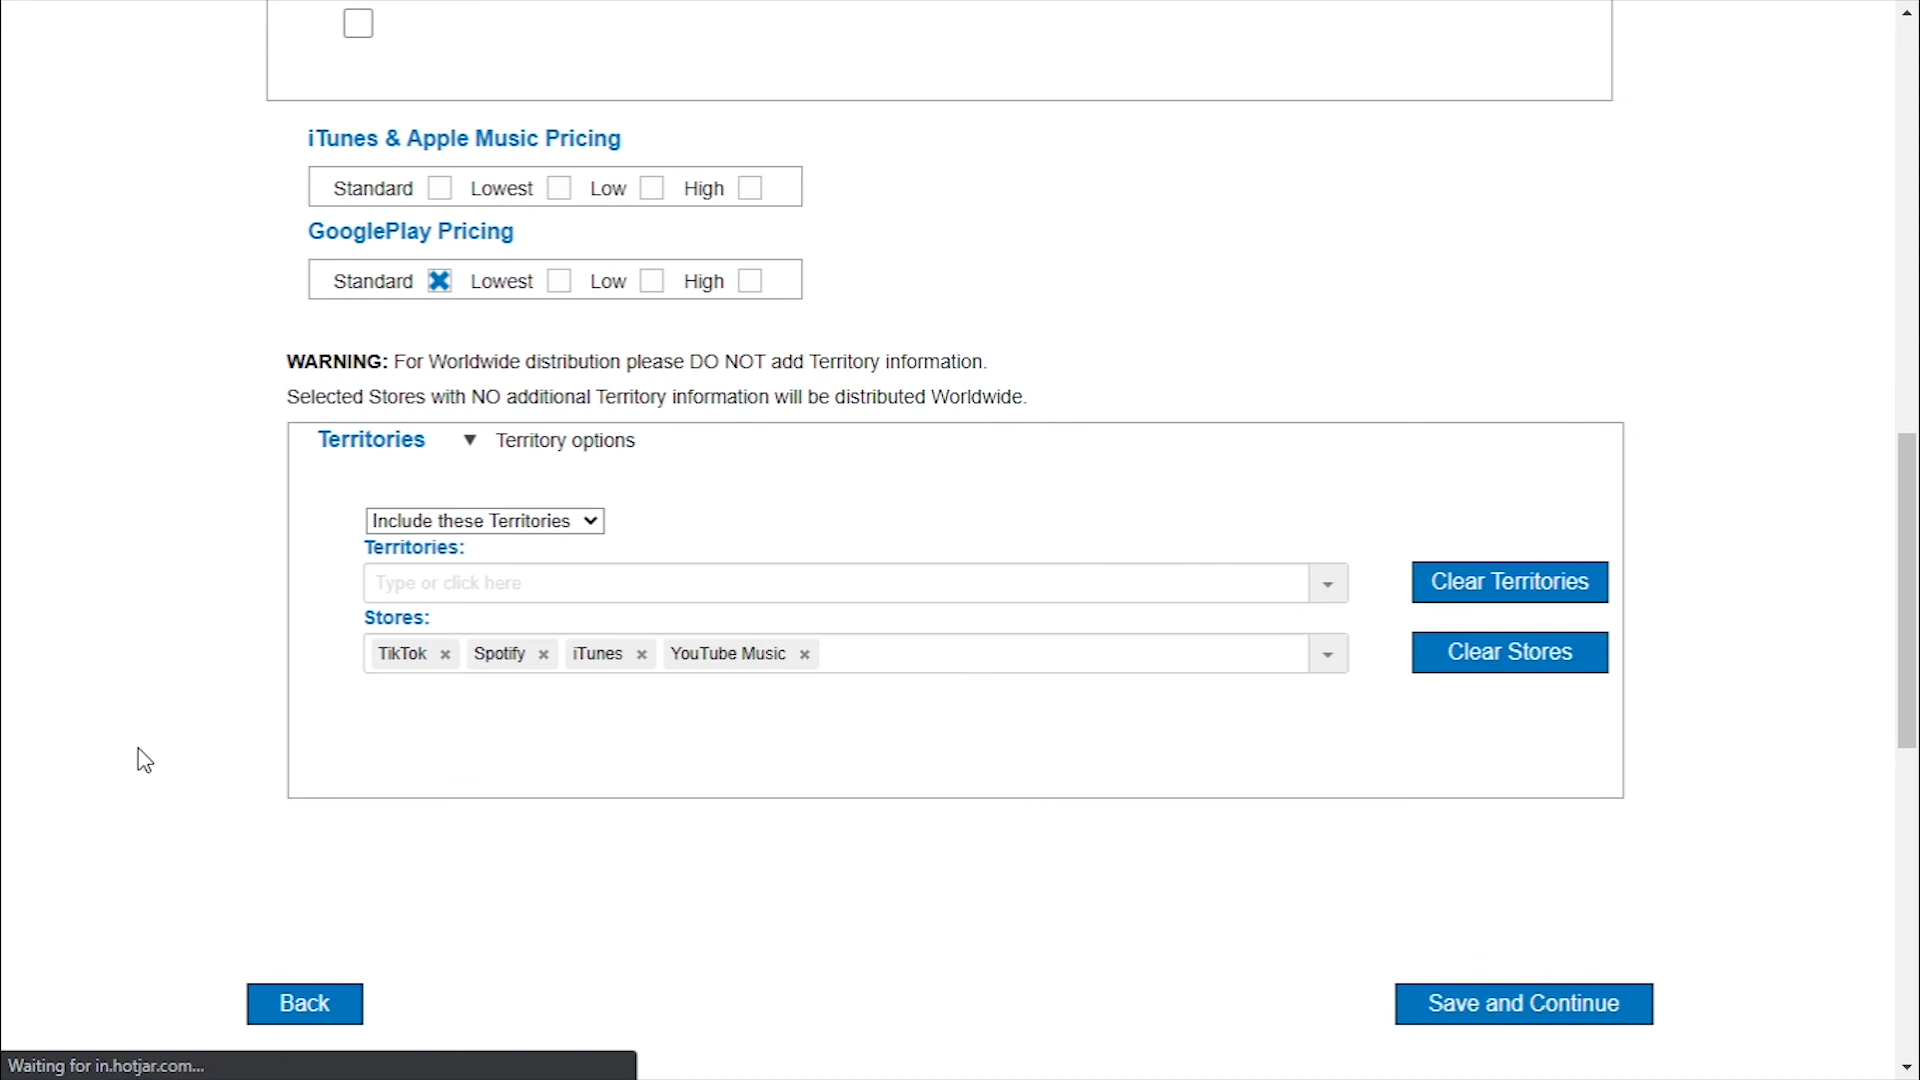 iTunes & Apple Music Pricing
Standard Lowest Low High
GooglePlay Pricing
Standard Lowest Low High
WARNING: For Worldwide distribution please DO NOT add Territory information.
Selected Stores with NO additional Territory information will be distributed Worldwide.
Territories ▼ Territory options
Include these Territories
Territories:
Type or click here
Clear Territories
Stores:
TikTok × Spotify × iTunes × YouTube Music ×
Clear Stores
Back
Save and Continue
Waiting for in.hotjar.com...